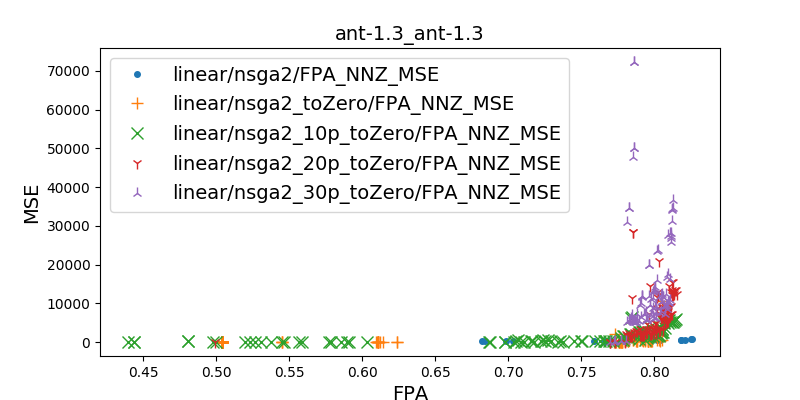 ant-1.3_ant-1.3
linear/nsga2/FPA_NNZ_MSE
linear/nsga2_toZero/FPA_NNZ_MSE
linear/nsga2_10p_toZero/FPA_NNZ_MSE
linear/nsga2_20p_toZero/FPA_NNZ_MSE
linear/nsga2_30p_toZero/FPA_NNZ_MSE
MSE
70000
60000
50000
40000
30000
20000
10000
0
0.45 0.50 0.55 0.60 0.65 0.70 0.75 0.80
FPA